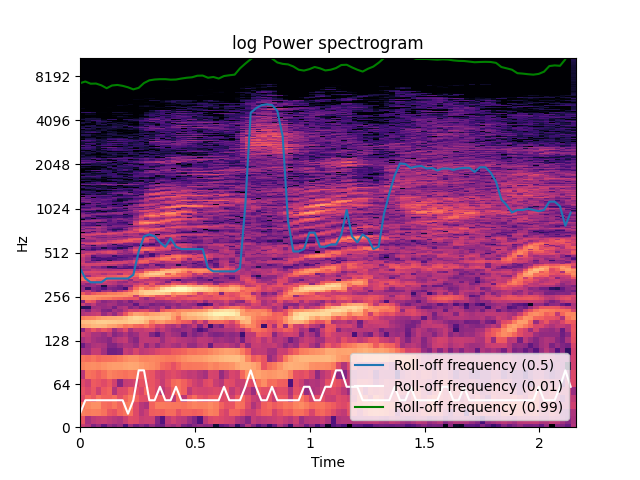 log Power spectrogram
8192
4096
2048
1024
512
256
128
64
0
Hz
0
0.5
1
1.5
2
Time
Roll-off frequency (0.5)
Roll-off frequency (0.01)
Roll-off frequency (0.99)